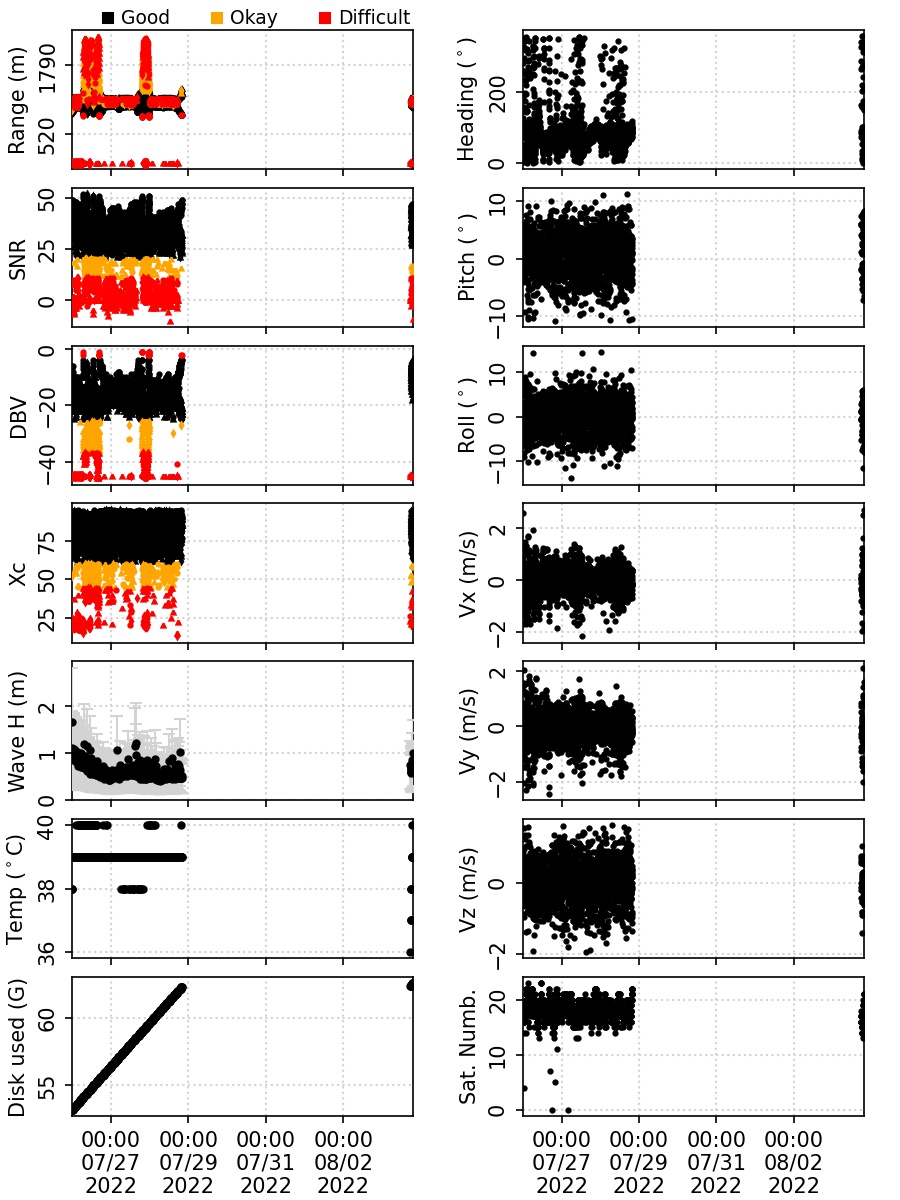 Good Okay Difficult
Range (m)
1790
520
Heading (°)
200
0
SNR
50
25
0
Pitch (°)
10
0
−10
DBV
0
−20
−40
Roll (°)
10
0
−10
Xc
75
50
25
Vx (m/s)
2
0
−2
Wave H (m)
2
1
0
Vy (m/s)
2
0
−2
Temp (°C)
40
38
36
Vz (m/s)
0
−2
Disk used (G)
60
55
Sat. Numb.
20
10
0
00:00 00:00 00:00 00:00
07/27 07/29 07/31 08/02
2022 2022 2022 2022
00:00 00:00 00:00 00:00
07/27 07/29 07/31 08/02
2022 2022 2022 2022